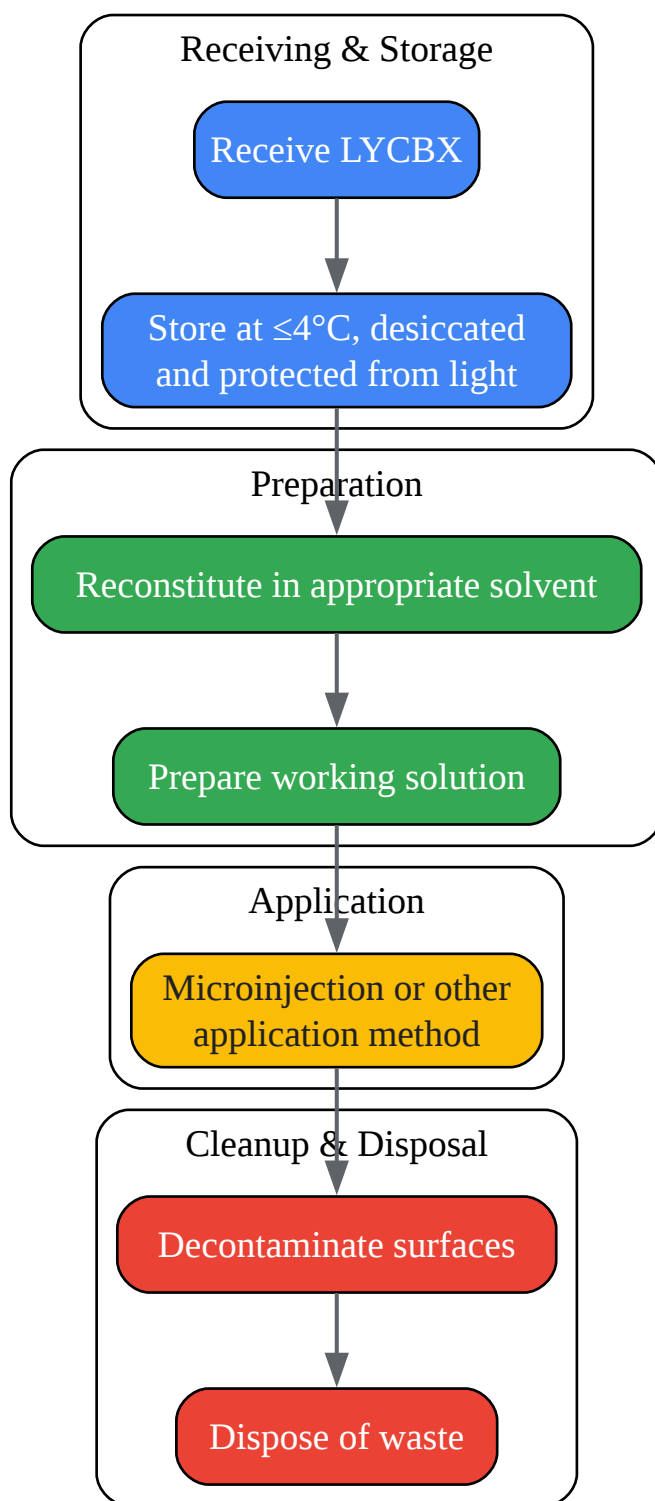 Receiving & Storage
Receive LYCBX
Store at ≤4°C, desiccated
and protected from light
Preparation
Reconstitute in appropriate solvent
Prepare working solution
Application
Microinjection or other
application method
Cleanup & Disposal
Decontaminate surfaces
Dispose of waste